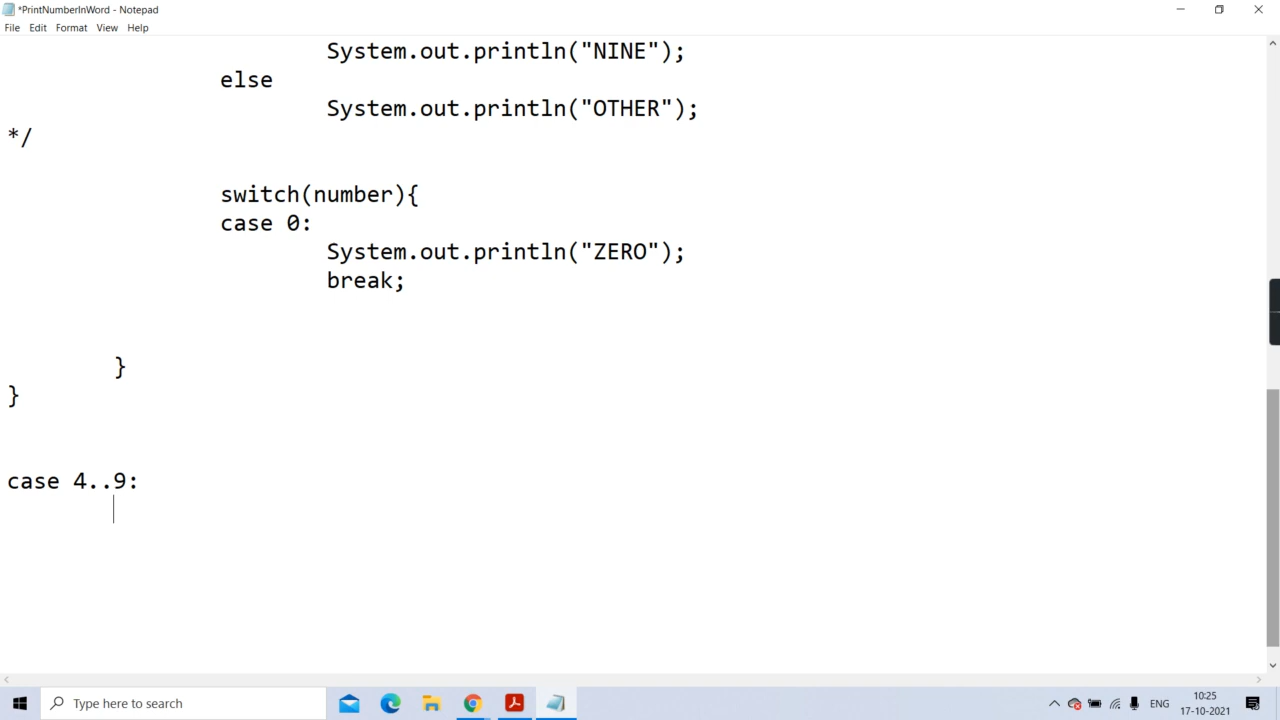 *PrintNumberInWord - Notepad
File Edit Format View Help
System.out.println("NINE");
else
System.out.println("OTHER");
*/
switch(number){
case 0:
System.out.println("ZERO");
break;
}
}
case 4..9:
Type here to search
ENG
10:25
17-10-2021